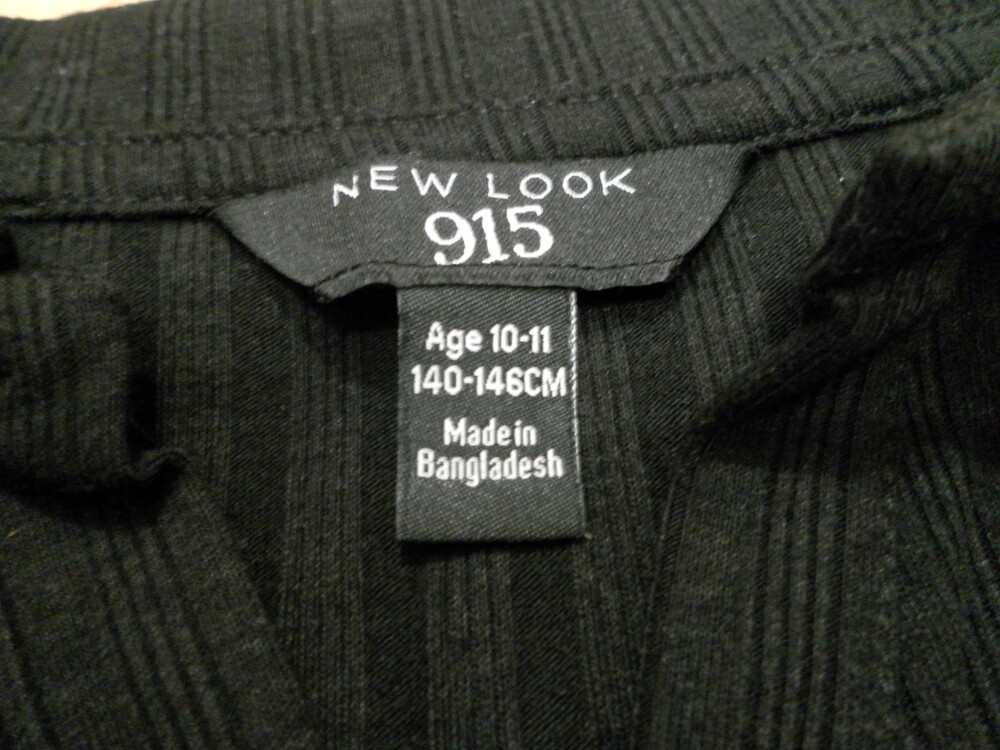 NEW LOOK
915
Age 10-11
140-146CM
Made in
Bangladesh